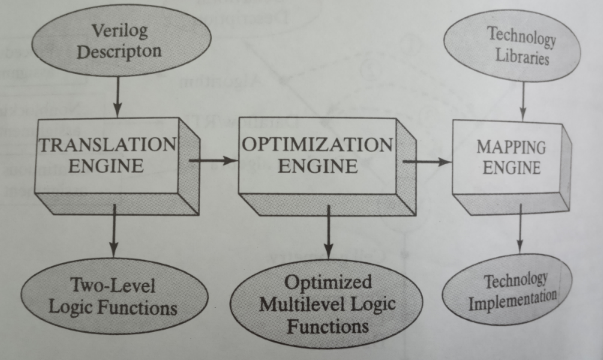 Verilog
Descripton
Technology
Libraries
TRANSLATION
ENGINE
OPTIMIZATION
ENGINE
MAPPING
ENGINE
Two-Level
Logic Functions
Optimized
Multilevel Logic
Functions
Technology
Implementation